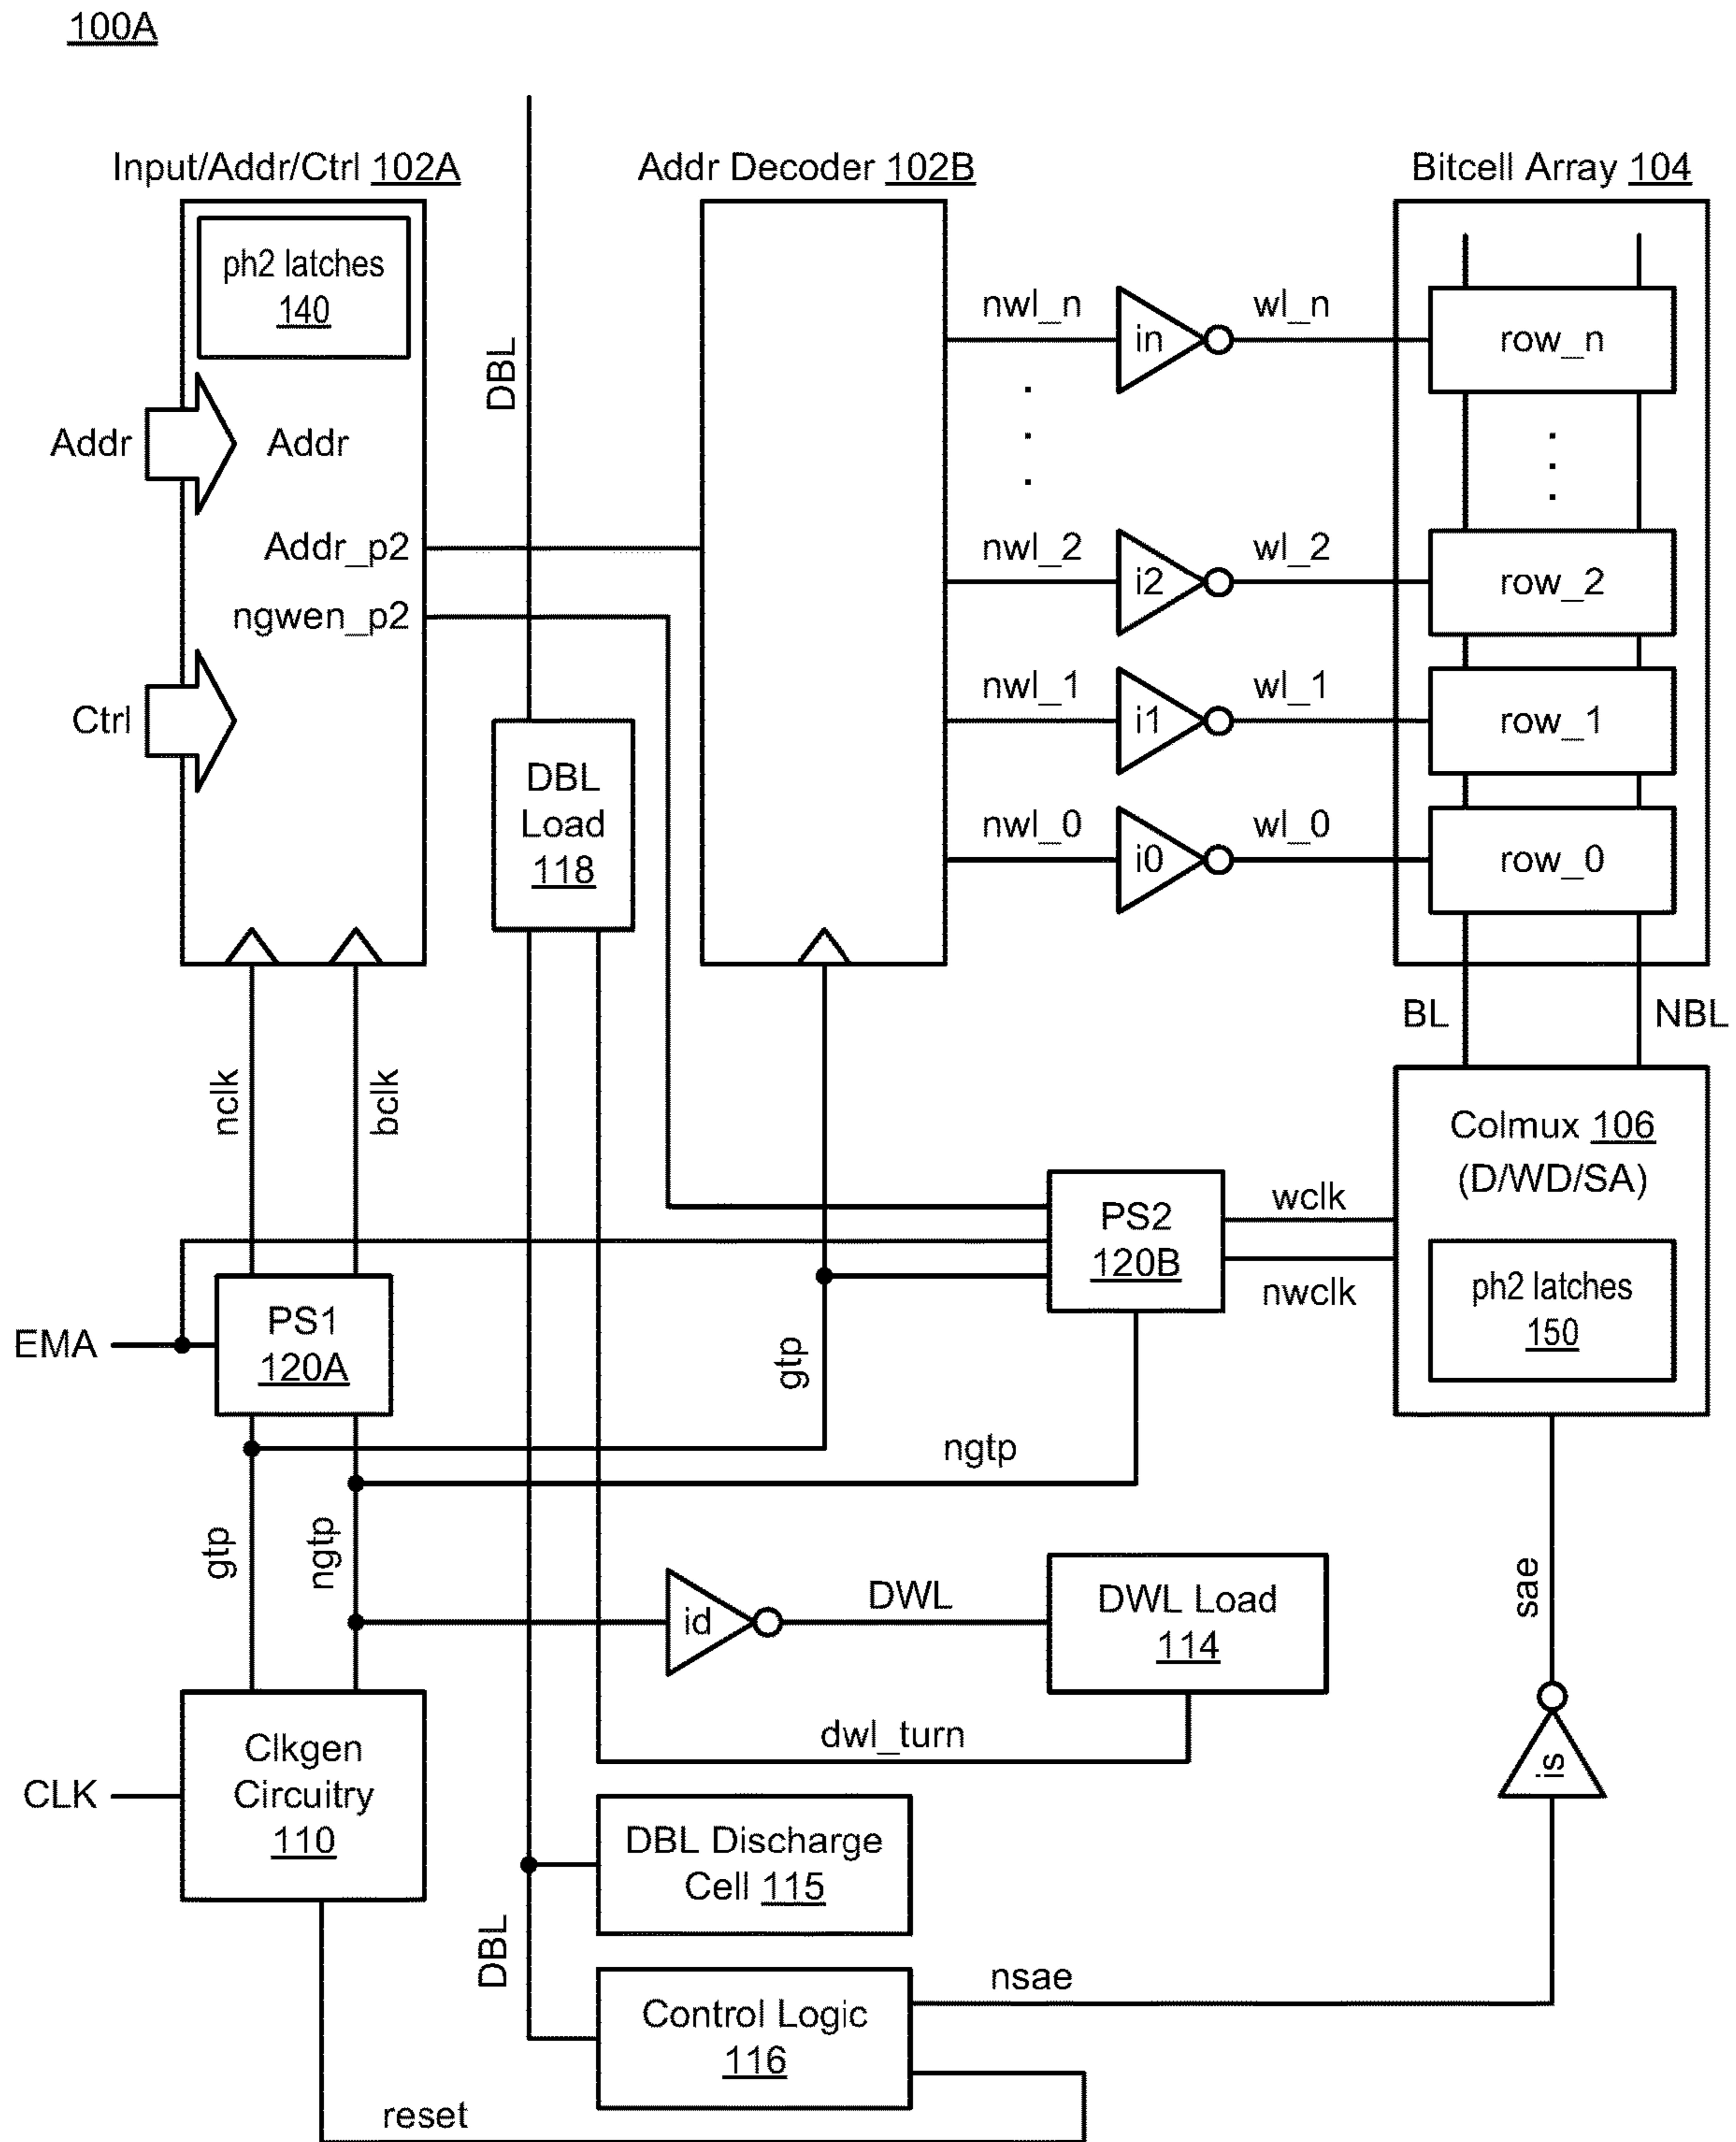 100A
Input/Addr/Ctrl 102A
Addr Decoder 102B
Bitcell Array 104
ph2 latches
140
DBL
nwl_n
in
wl_n
row_n
Addr
Addr
Addr_p2
nwl_2
i2
wl_2
row_2
ngwen_p2
Ctrl
nwl_1
i1
wl_1
row_1
DBL
Load
118
nwl_0
i0
wl_0
row_0
BL
NBL
nclk
bclk
Colmux 106
(D/WD/SA)
PS2
120B
wclk
nwclk
ph2 latches
150
EMA
PS1
120A
gtp
ngtp
gtp
ngtp
id
DWL
DWL Load
114
sae
dwl_turn
is
CLK
Clkgen
Circuitry
110
DBL Discharge
Cell 115
DBL
nsae
Control Logic
116
reset